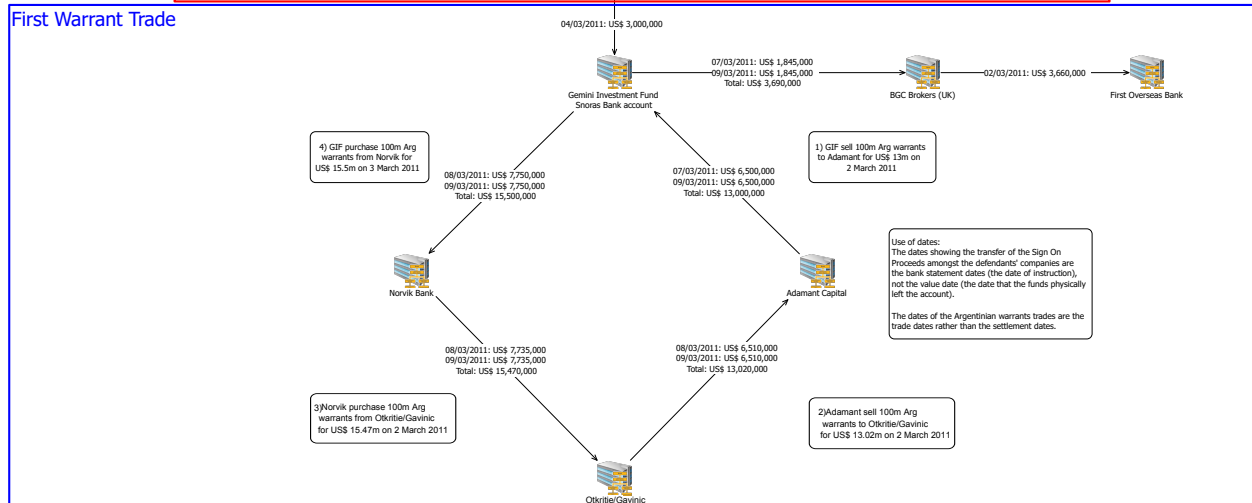 First Warrant Trade
04/03/2011: US$ 3,000,000
07/03/2011: US$ 1,845,000
09/03/2011: US$ 1,845,000
Total: US$ 3,690,000
02/03/2011: US$ 3,660,000
Gemini Investment Fund
Snoras Bank account
BGC Brokers (UK)
First Overseas Bank
4) GIF purchase 100m Arg
warrants from Norvik for
US$ 15.5m on 3 March 2011
1) GIF sell 100m Arg warrants
to Adamant for US$ 13m on
2 March 2011
08/03/2011: US$ 7,750,000
09/03/2011: US$ 7,750,000
Total: US$ 15,500,000
07/03/2011: US$ 6,500,000
09/03/2011: US$ 6,500,000
Total: US$ 13,000,000
Use of dates:
The dates showing the transfer of the Sign On
Proceeds amongst the defendants' companies are
the bank statement dates (the date of instruction),
not the value date (the date that the funds physically
left the account).
The dates of the Argentinian warrants trades are the
trade dates rather than the settlement dates.
Norvik Bank
Adamant Capital
08/03/2011: US$ 7,735,000
09/03/2011: US$ 7,735,000
Total: US$ 15,470,000
08/03/2011: US$ 6,510,000
09/03/2011: US$ 6,510,000
Total: US$ 13,020,000
3)Norvik purchase 100m Arg
warrants from Otkritie/Gavinic
for US$ 15.47m on 2 March 2011
2)Adamant sell 100m Arg
warrants to Otkritie/Gavinic
for US$ 13.02m on 2 March 2011
Otkritie/Gavinic